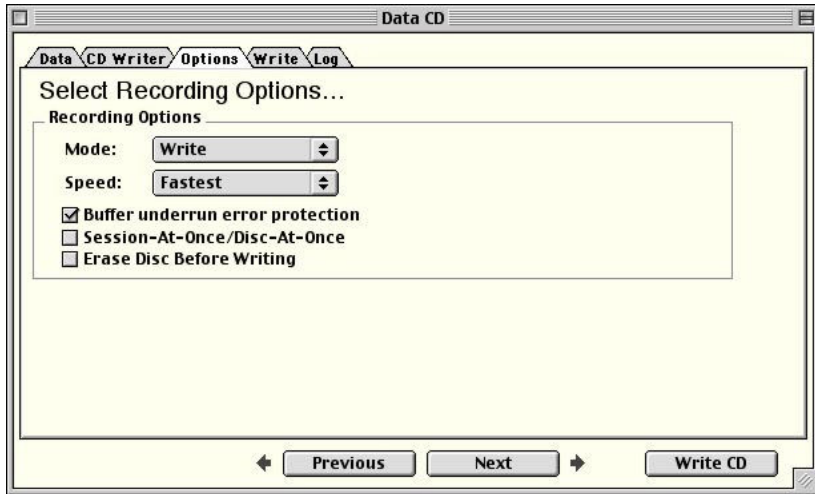 Data CD
Data CD Writer Options Write Log
Select Recording Options...
Recording Options
Mode: Write
Speed: Fastest
Buffer underrun error protection
Session-At-Once/Disc-At-Once
Erase Disc Before Writing
Previous Next Write CD